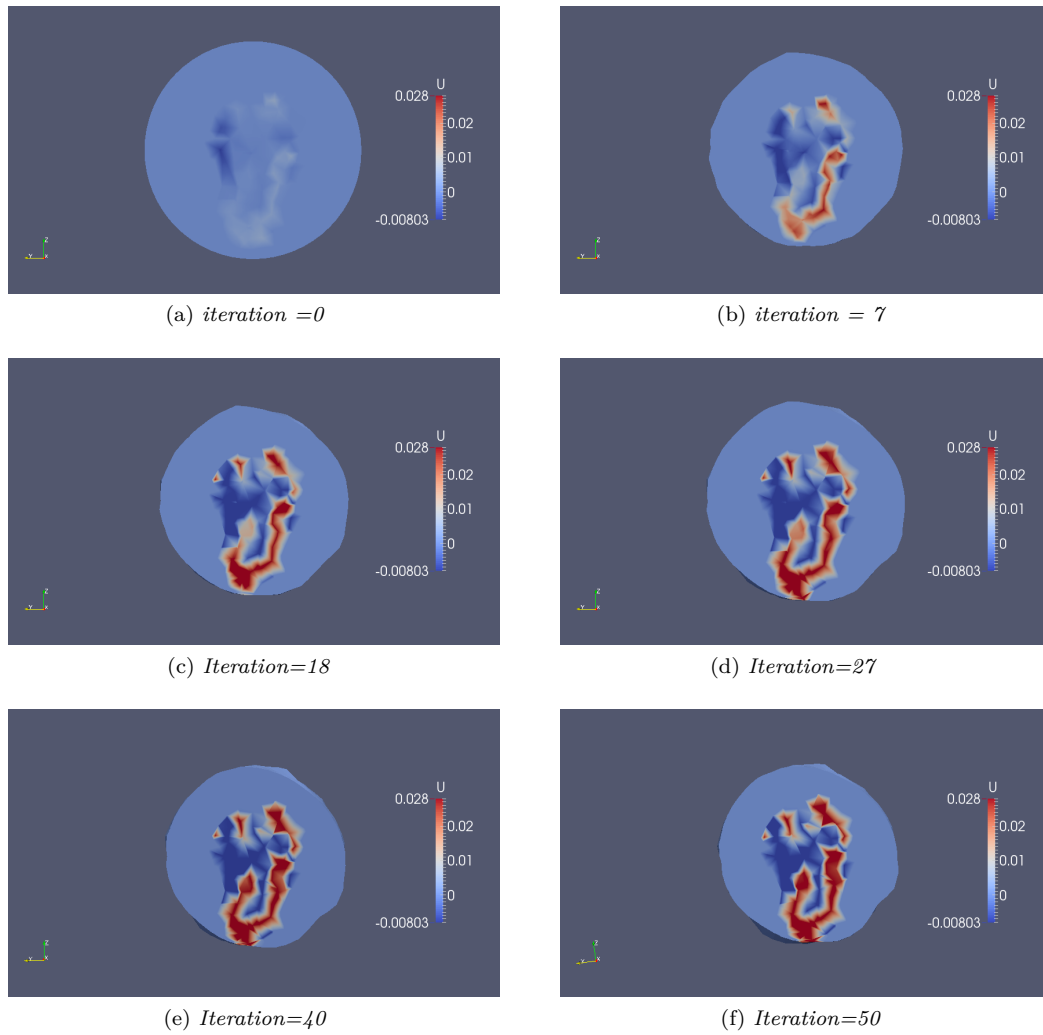 U
0.028
0.02
0.01
0
-0.00803
Z
Y
X
(a) iteration =0
U
0.028
0.02
0.01
0
-0.00803
Z
Y
X
(b) iteration = 7
U
0.028
0.02
0.01
0
-0.00803
Z
Y
X
(c) Iteration=18
U
0.028
0.02
0.01
0
-0.00803
Z
Y
X
(d) Iteration=27
U
0.028
0.02
0.01
0
-0.00803
Z
Y
X
(e) Iteration=40
U
0.028
0.02
0.01
0
-0.00803
Z
Y
X
(f) Iteration=50